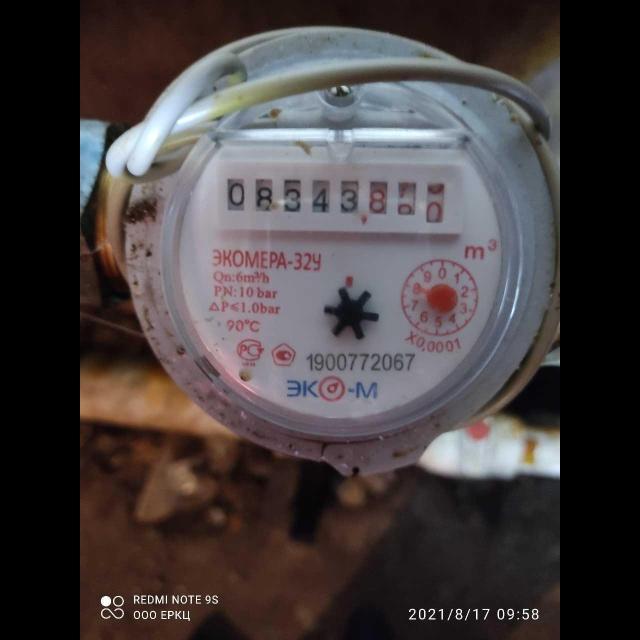 083438
m³
ЭКОМЕРА-32У
Qn:6m³/h
PN:10 bar
ΔP≤1.0bar
90°C
9 0 1 2 3 4 5 6 7 8
X0,0001
1900772067
ЭКО-М
REDMI NOTE 9S
ООО ЕРКЦ
2021/8/17 09:58